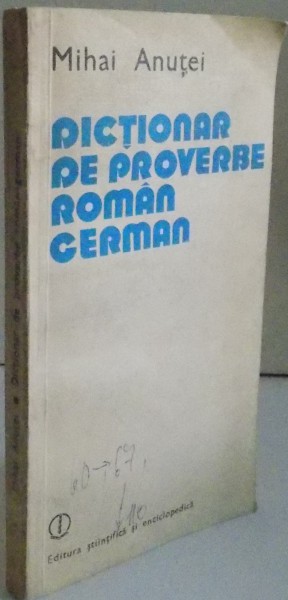 Mihai Anuței
DICȚIONAR
DE PROVERBE
ROMÂN
GERMAN
Editura științifică și enciclopedică